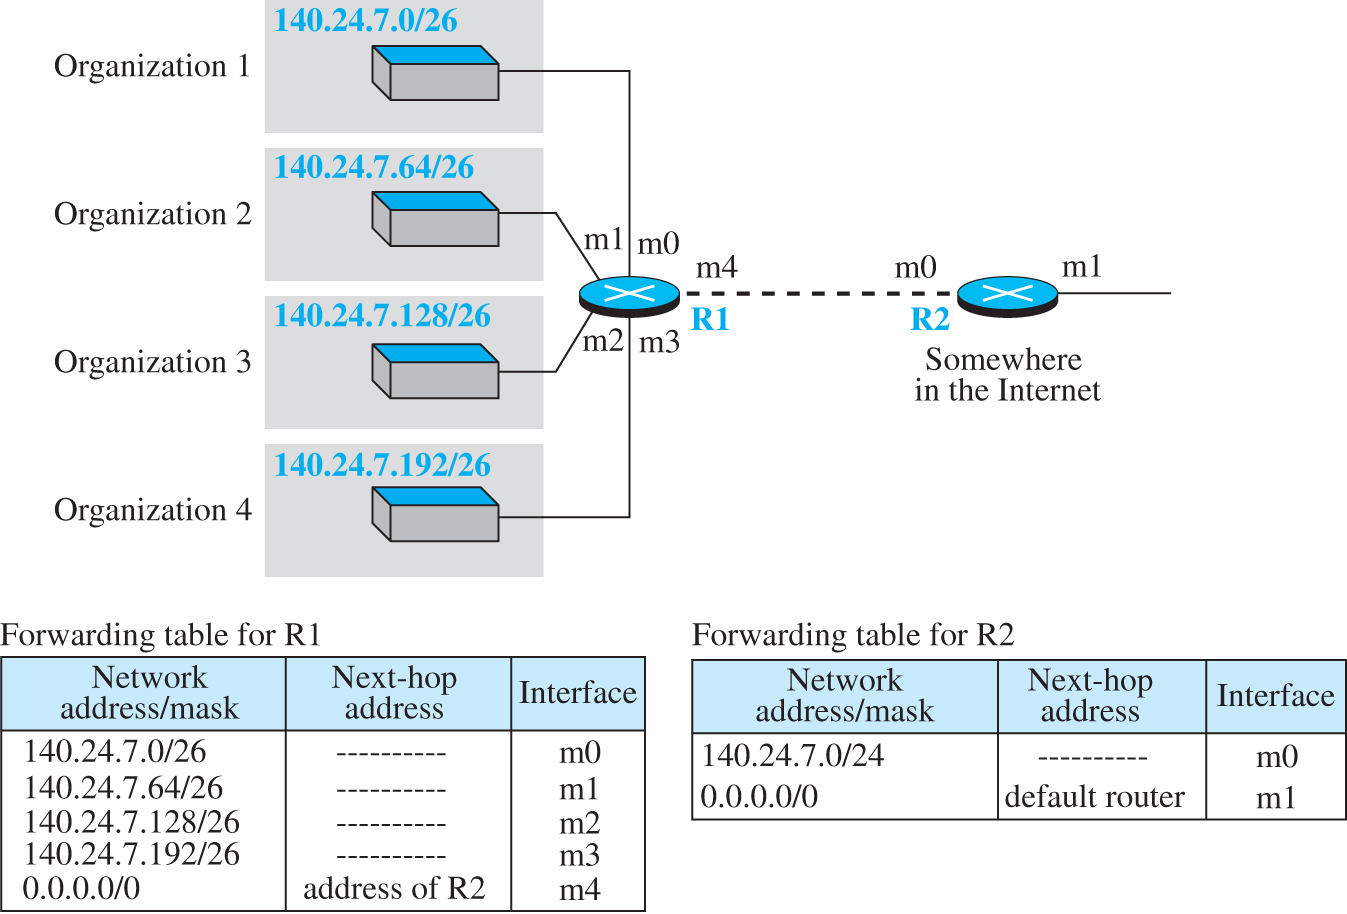 140.24.7.0/26
Organization 1
140.24.7.64/26
Organization 2
m1 m0
m4
m0
m1
140.24.7.128/26
R1
R2
m2 m3
Organization 3
Somewhere
in the Internet
140.24.7.192/26
Organization 4
Forwarding table for R1
Network
address/mask
Next-hop
address
Interface
140.24.7.0/26 ---------- m0
140.24.7.64/26 ---------- m1
140.24.7.128/26 ---------- m2
140.24.7.192/26 ---------- m3
0.0.0.0/0 address of R2 m4
Forwarding table for R2
Network
address/mask
Next-hop
address
Interface
140.24.7.0/24 ---------- m0
0.0.0.0/0 default router m1